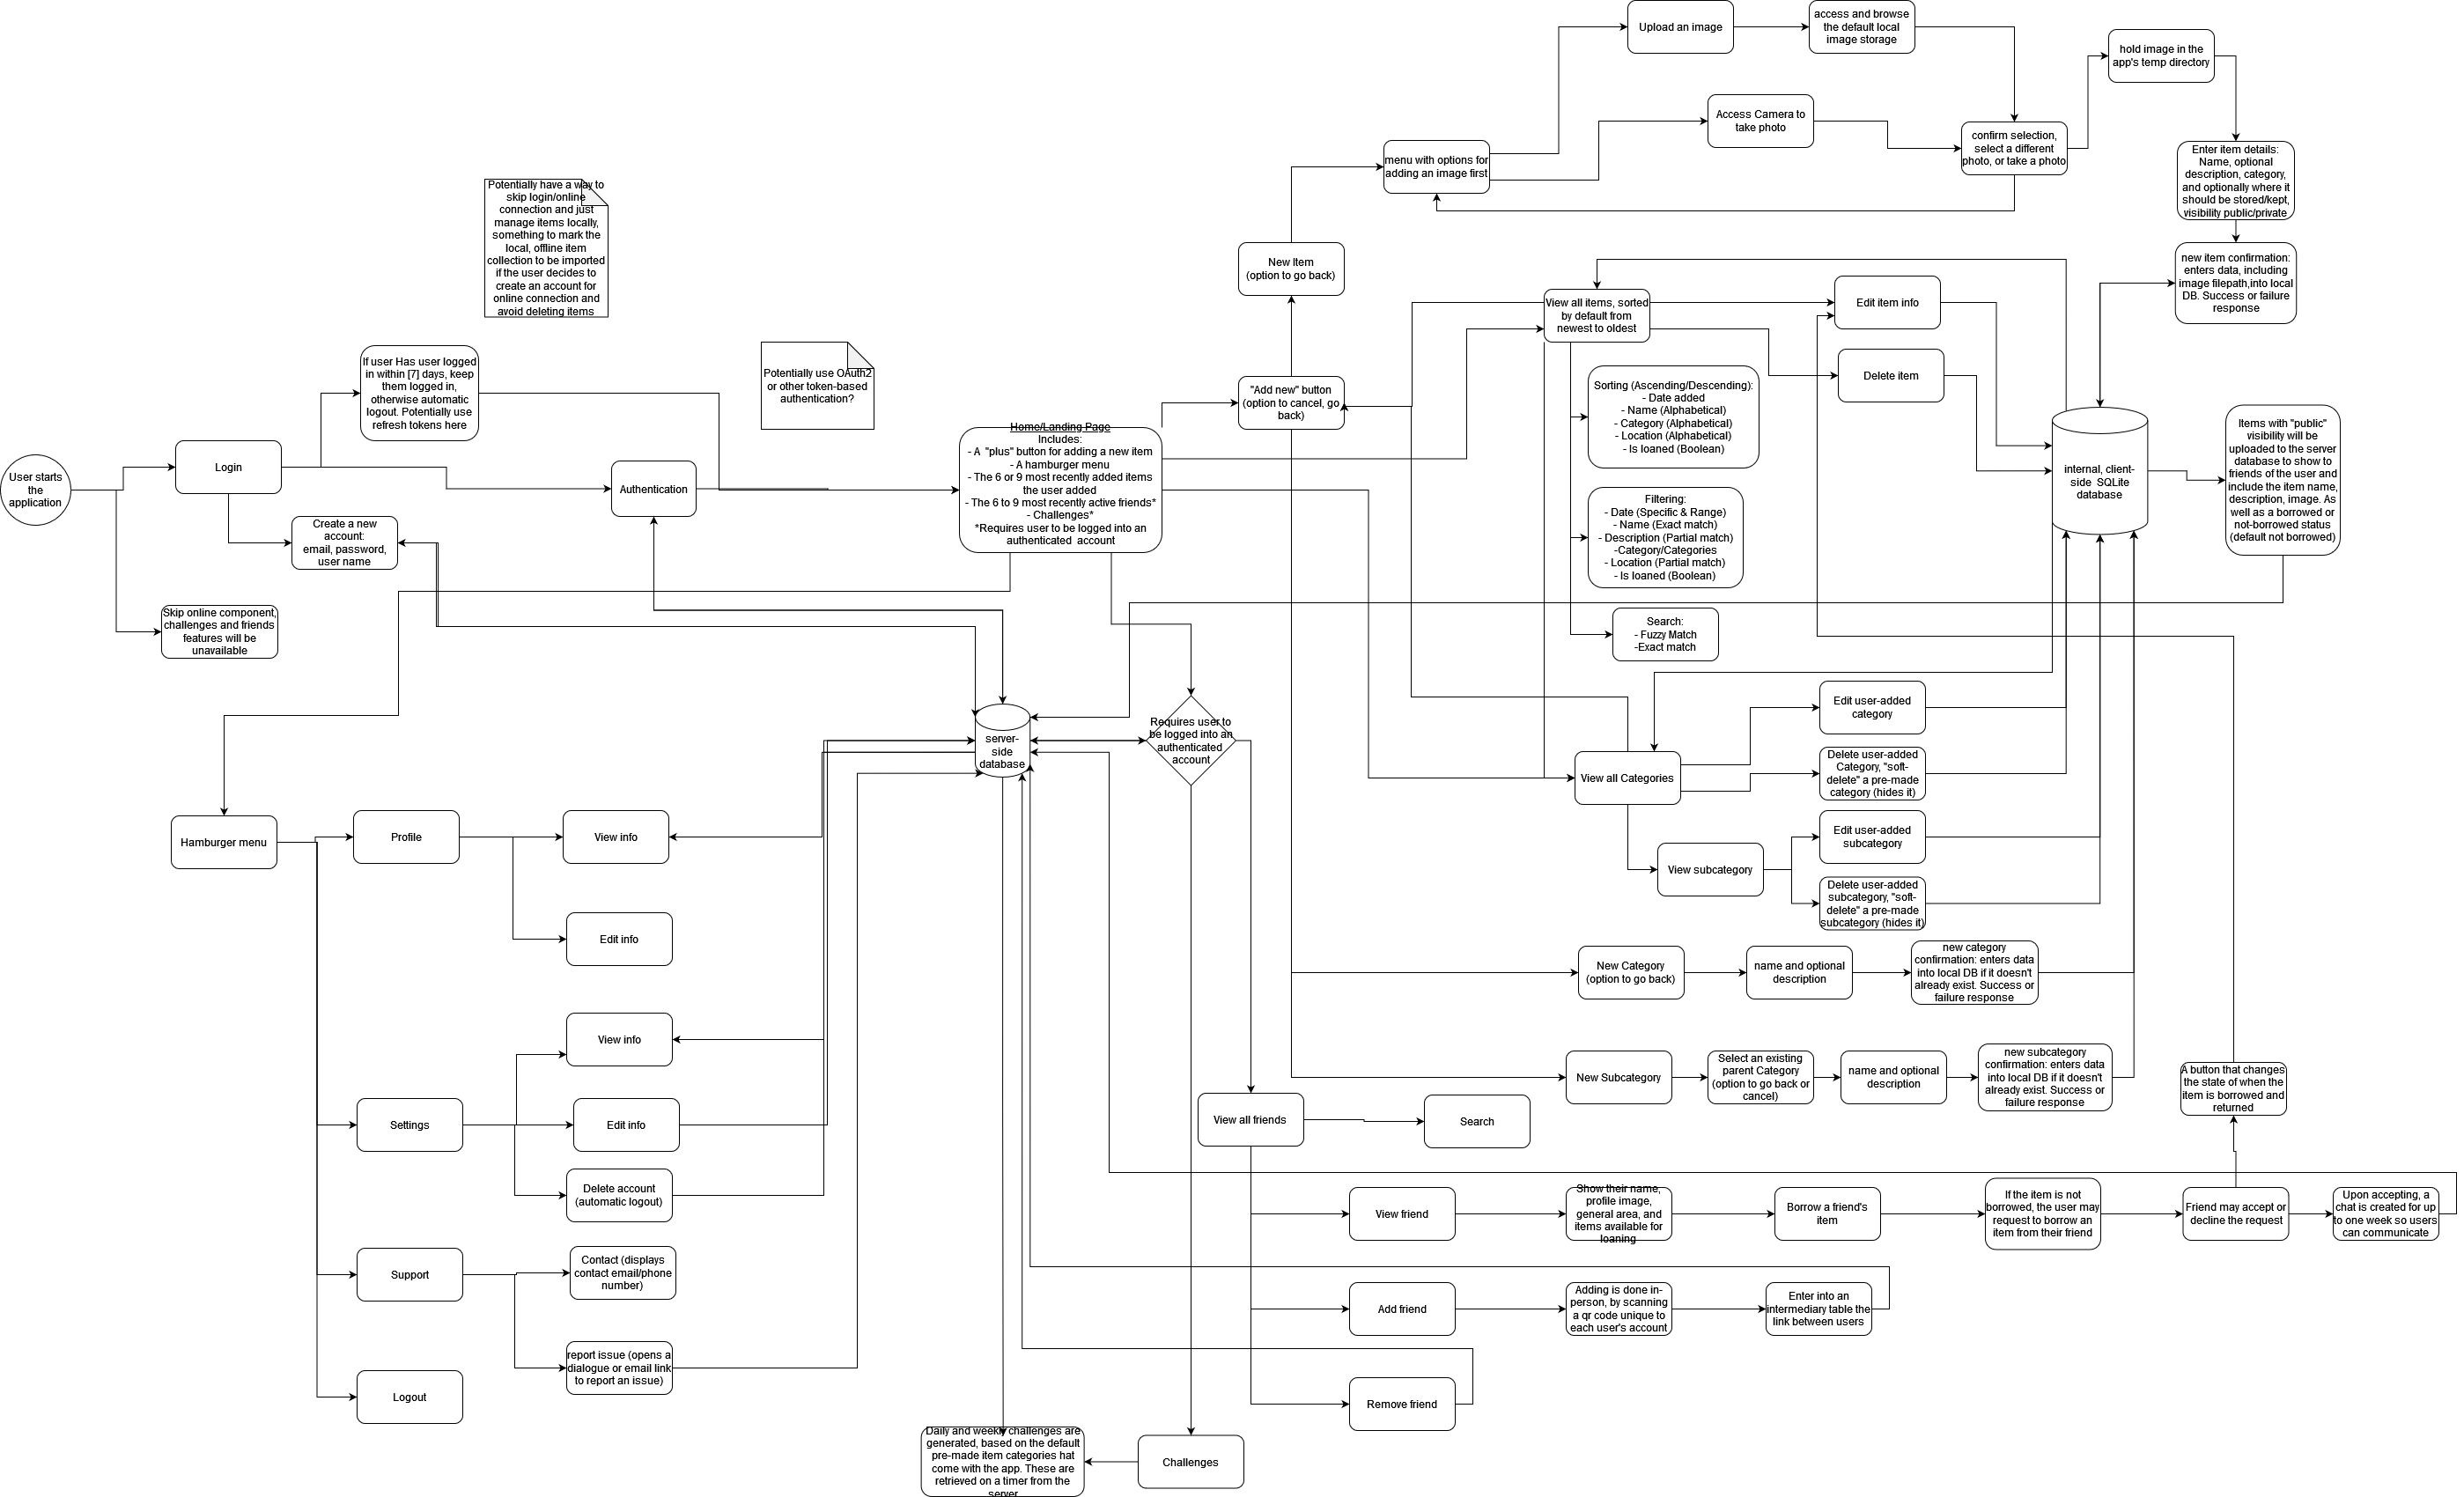 Upload an image
access and browse
the default local
image storage
hold image in the
app's temp directory
Access Camera to
take photo
confirm selection,
select a different
photo, or take a photo
menu with options for
adding an image first
Enter item details:
Name, optional
description, category,
and optionally where it
should be stored/kept,
visibility public/private
Potentially have a way to
skip login/online
connection and just
manage items locally,
something to mark the
local, offline item
collection to be imported
if the user decides to
create an account for
online connection and
avoid deleting items
New Item
(option to go back)
new item confirmation:
enters data, including
image filepath,into local
DB. Success or failure
response
View all items, sorted
by default from
newest to oldest
Edit item info
Delete item
If user Has user logged
in within [7] days, keep
them logged in,
otherwise automatic
logout. Potentially use
refresh tokens here
Potentially use OAuth2
or other token-based
authentication?
"Add new" button
(option to cancel, go
back)
Sorting (Ascending/Descending):
- Date added
- Name (Alphabetical)
- Category (Alphabetical)
- Location (Alphabetical)
- Is loaned (Boolean)
User starts
the
application
Login
Authentication
Home/Landing Page
Includes:
- A "plus" button for adding a new item
- A hamburger menu
- The 6 or 9 most recently added items
the user added
- The 6 to 9 most recently active friends*
- Challenges*
*Requires user to be logged into an
authenticated account
internal, client-
side SQLite
database
Items with "public"
visibility will be
uploaded to the server
database to show to
friends of the user and
include the item name,
description, image. As
well as a borrowed or
not-borrowed status
(default not borrowed)
Filtering:
- Date (Specific & Range)
- Name (Exact match)
- Description (Partial match)
-Category/Categories
- Location (Partial match)
- Is loaned (Boolean)
Create a new
account:
email, password,
user name
Skip online component,
challenges and friends
features will be
unavailable
Search:
- Fuzzy Match
-Exact match
server-
side
database
Requires user to
be logged into an
authenticated
account
Edit user-added
category
View all Categories
Delete user-added
Category, "soft-
delete" a pre-made
category (hides it)
Hamburger menu
Profile
View info
Edit user-added
subcategory
View subcategory
Delete user-added
subcategory, "soft-
delete" a pre-made
subcategory (hides it)
Edit info
New Category
(option to go back)
name and optional
description
new category
confirmation: enters data
into local DB if it doesn't
already exist. Success or
failure response
View info
New Subcategory
Select an existing
parent Category
(option to go back or
cancel)
name and optional
description
new subcategory
confirmation: enters data
into local DB if it doesn't
already exist. Success or
failure response
A button that changes
the state of when the
item is borrowed and
returned
Settings
Edit info
View all friends
Search
Delete account
(automatic logout)
View friend
Show their name,
profile image,
general area, and
items available for
loaning
Borrow a friend's
item
If the item is not
borrowed, the user may
request to borrow an
item from their friend
Friend may accept or
decline the request
Upon accepting, a
chat is created for up
to one week so users
can communicate
Support
Contact (displays
contact email/phone
number)
Add friend
Adding is done in-
person, by scanning
a qr code unique to
each user's account
Enter into an
intermediary table the
link between users
report issue (opens a
dialogue or email link
to report an issue)
Logout
Remove friend
Daily and weekly challenges are
generated, based on the default
pre-made item categories hat
come with the app. These are
retrieved on a timer from the
server
Challenges